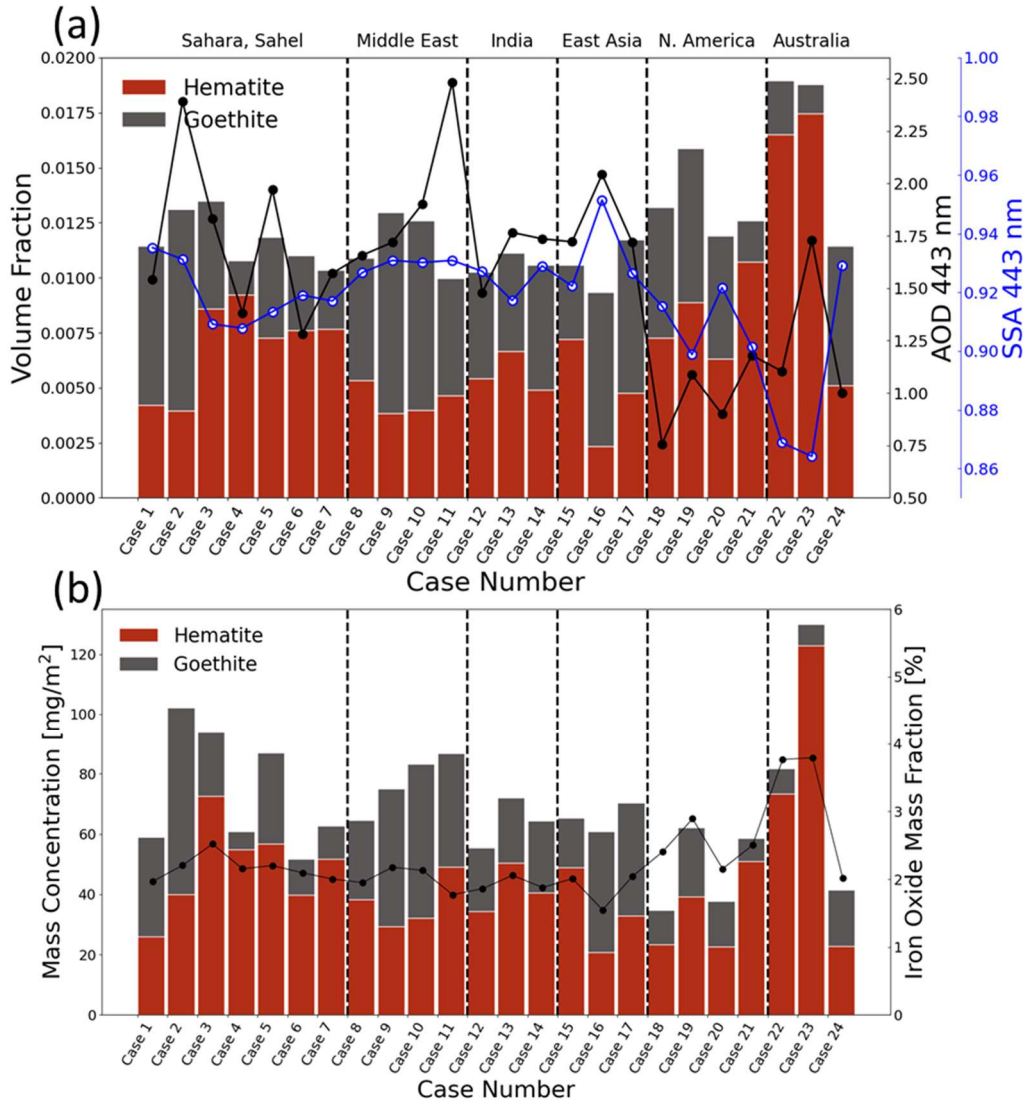 (a)
Sahara, Sahel Middle East India East Asia N. America Australia
Hematite
Goethite
0.0200
0.0175
0.0150
0.0125
0.0100
0.0075
0.0050
0.0025
0.0000
Volume Fraction
2.50
2.25
2.00
1.75
1.50
1.25
1.00
0.75
0.50
AOD 443 nm
1.00
0.98
0.96
0.94
0.92
0.90
0.88
0.86
SSA 443 nm
Case 1 Case 2 Case 3 Case 4 Case 5 Case 6 Case 7 Case 8 Case 9 Case 10 Case 11 Case 12 Case 13 Case 14 Case 15 Case 16 Case 17 Case 18 Case 19 Case 20 Case 21 Case 22 Case 23 Case 24
Case Number
(b)
Hematite
Goethite
120
100
80
60
40
20
0
Mass Concentration [mg/m²]
6
5
4
3
2
1
0
Iron Oxide Mass Fraction [%]
Case 1 Case 2 Case 3 Case 4 Case 5 Case 6 Case 7 Case 8 Case 9 Case 10 Case 11 Case 12 Case 13 Case 14 Case 15 Case 16 Case 17 Case 18 Case 19 Case 20 Case 21 Case 22 Case 23 Case 24
Case Number